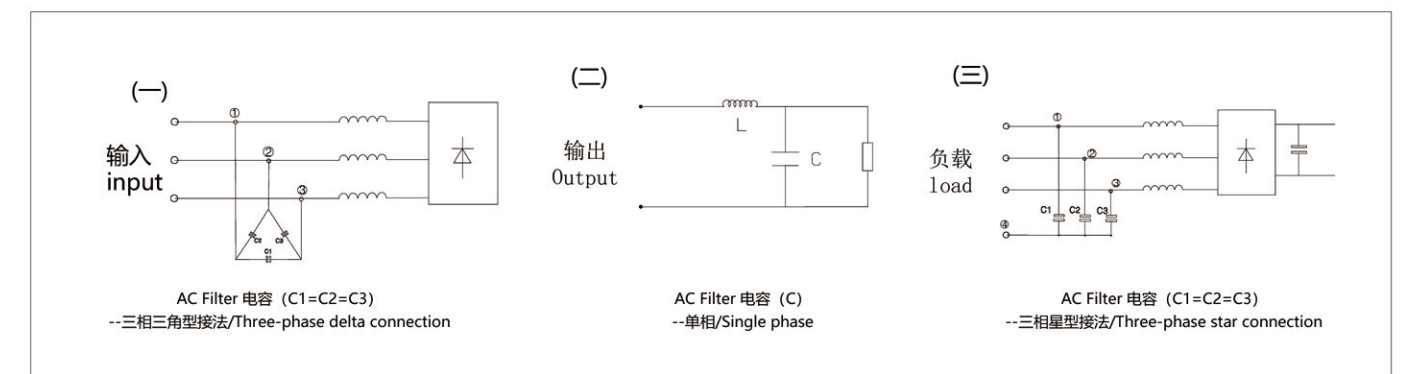 (一)
①
②
③
输入
input
C2
C3
C1
AC Filter 电容（C1=C2=C3）
--三相三角型接法/Three-phase delta connection
(二)
L
输出
Output
C
AC Filter 电容（C）
--单相/Single phase
(三)
①
②
③
负载
load
C1
C2
C3
④
AC Filter 电容（C1=C2=C3）
--三相星型接法/Three-phase star connection